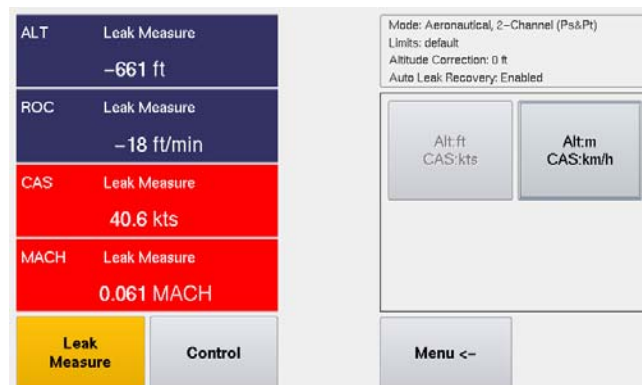 ALT Leak Measure
−661 ft
ROC Leak Measure
−18 ft/min
CAS Leak Measure
40.6 kts
MACH Leak Measure
0.061 MACH
Leak
Measure
Control
Mode: Aeronautical, 2−Channel (Ps&Pt)
Limits: default
Altitude Correction: 0 ft
Auto Leak Recovery: Enabled
Alt:ft
CAS:kts
Alt:m
CAS:km/h
Menu <−